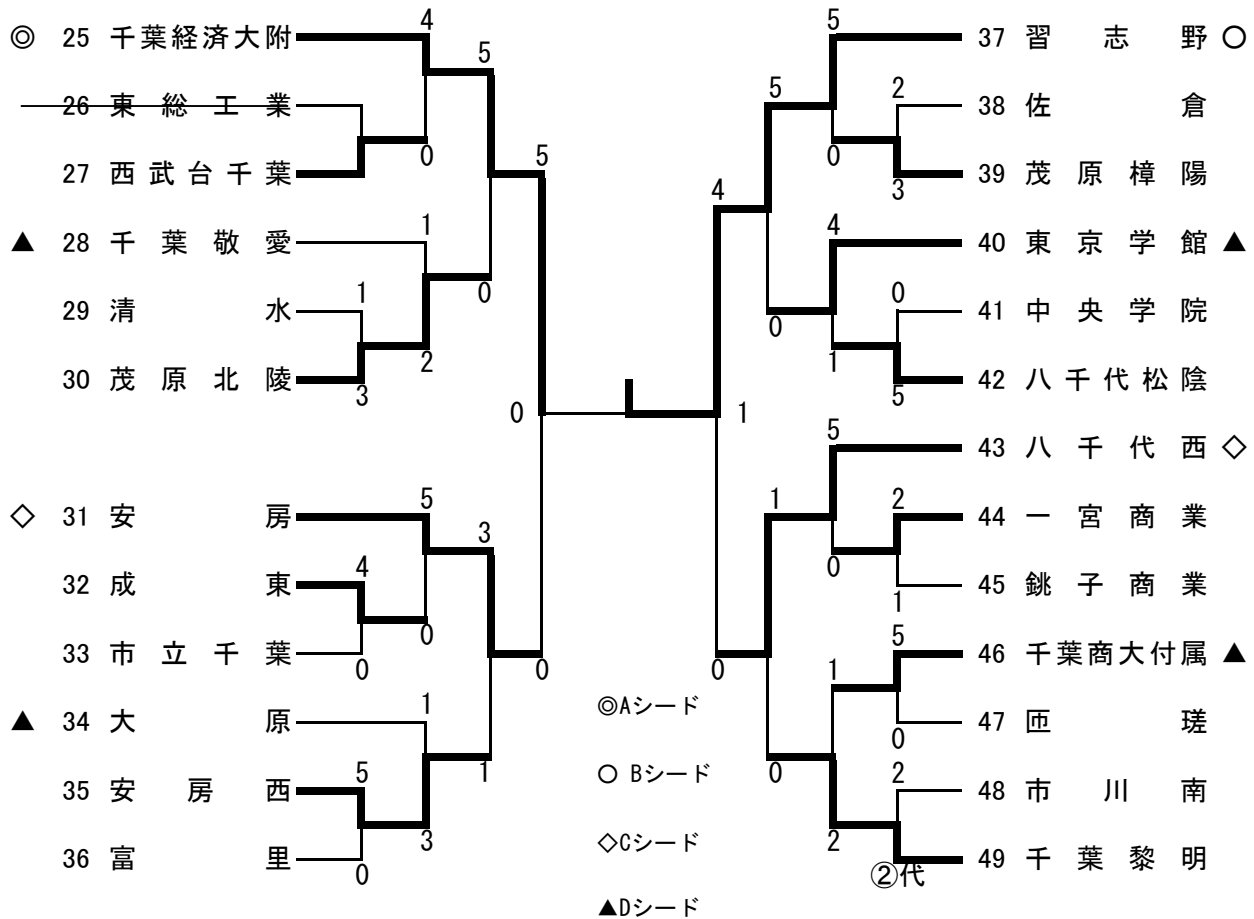 ◎ 25 千葉経済大附
26 東総工業
27 西武台千葉
▲ 28 千葉敬愛
29 清水
30 茂原北陵
◇ 31 安房
32 成東
33 市立千葉
▲ 34 大原
35 安房西
36 富里
4
5
0
5
1
1
0
2
3
0
5
3
4
0
0
0
1
5
1
3
0
◎Aシード
○ Bシード
◇Cシード
▲Dシード
5
5
2
0
3
4
4
0
0
1
5
1
5
1
2
0
1
5
0
1
0
0
2
2
②代
37 習志野 ○
38 佐倉
39 茂原樟陽
40 東京学館 ▲
41 中央学院
42 八千代松陰
43 八千代西 ◇
44 一宮商業
45 銚子商業
46 千葉商大付属 ▲
47 匝瑳
48 市川南
49 千葉黎明